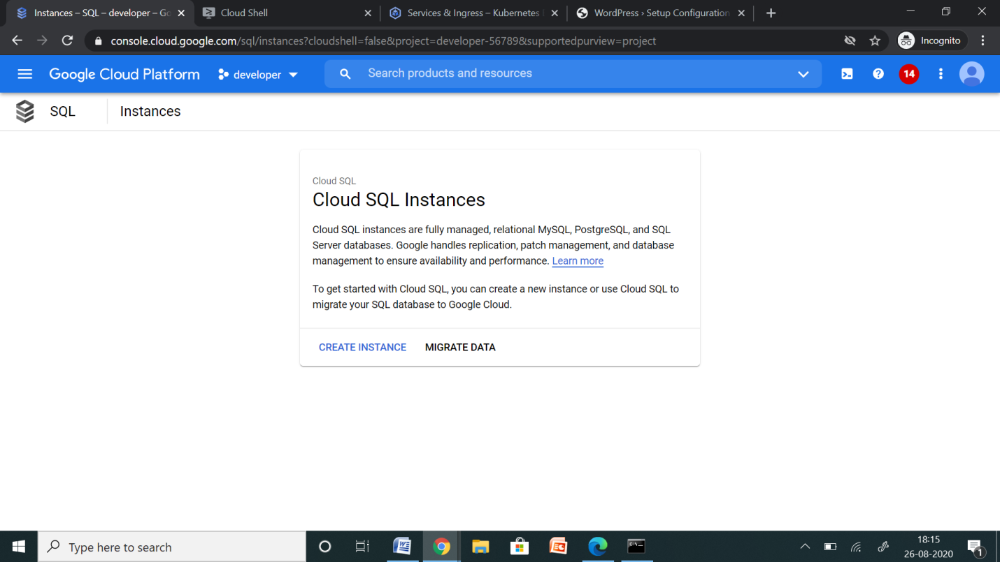 Instances – SQL – developer – Go
Cloud Shell
Services & Ingress – Kubernetes
WordPress › Setup Configuration
console.cloud.google.com/sql/instances?cloudshell=false&project=developer-56789&supportedpurview=project
Incognito
Google Cloud Platform
developer
Search products and resources
14
SQL
Instances
Cloud SQL
Cloud SQL Instances
Cloud SQL instances are fully managed, relational MySQL, PostgreSQL, and SQL
Server databases. Google handles replication, patch management, and database
management to ensure availability and performance. Learn more
To get started with Cloud SQL, you can create a new instance or use Cloud SQL to
migrate your SQL database to Google Cloud.
CREATE INSTANCE MIGRATE DATA
Type here to search
18:15
26-08-2020
1